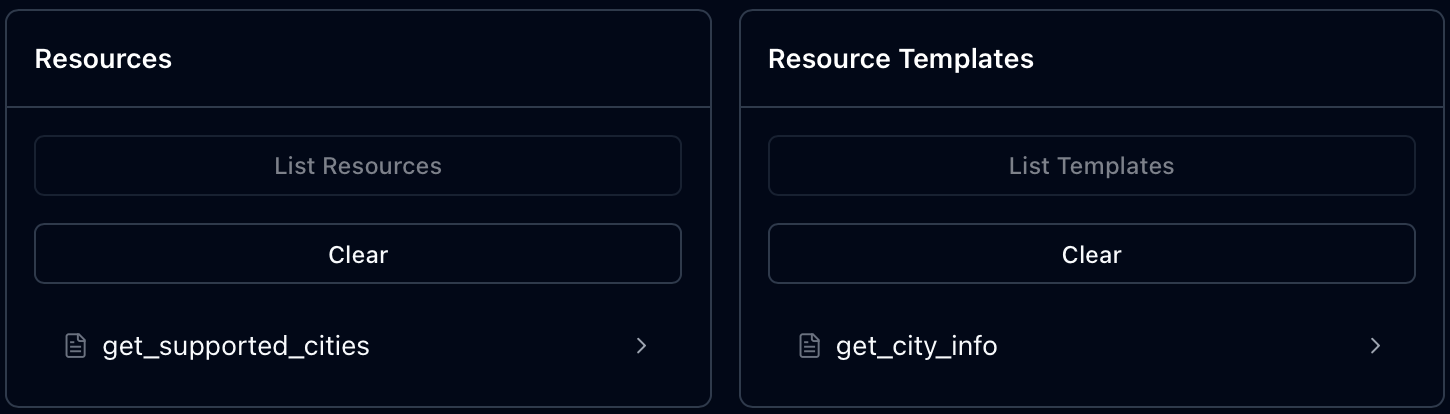 Resources
List Resources
Clear
get_supported_cities
Resource Templates
List Templates
Clear
get_city_info